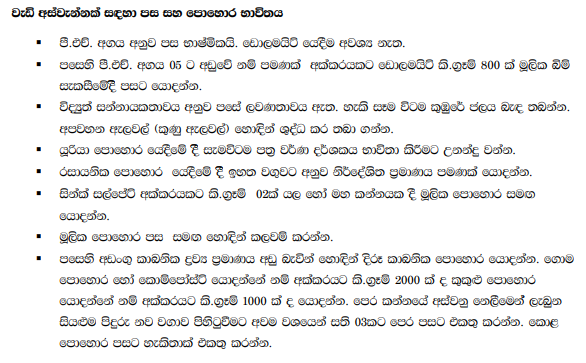 වැඩි අස්වැන්නක් සඳහා පස සහ පොහොර භාවිතය
▪ පී.එච්. අගය අනුව පස භාෂ්මිකයි. ඩොලමයිට් යෙදීම අවශ්‍ය නැත.
▪ පසෙහි පී.එච්. අගය 05 ට අඩුවේ නම් පමණක් අක්කරයකට ඩොලමයිට් කි.ග්‍රෑම් 800 ක් මූලික බිම්
සැකසීමේදී පසට යොදන්න.
▪ විද්‍යුත් සන්නායකතාවය අනුව පසේ ලවණතාවය ඇත. හැකි සෑම විටම කුඹුරේ ජලය බැඳ තබන්න.
අපවහන ඇලවල් (කුණු ඇලවල්) හොඳින් ශුද්ධ කර තබා ගන්න.
▪ යූරියා පොහොර යෙදීමේ දී සැමවිටම පත්‍ර වර්ණ දර්ශකය භාවිතා කිරීමට උනන්දු වන්න.
▪ රසායනික පොහොර යෙදීමේ දී ඉහත වගුවට අනුව නිර්දේශිත ප්‍රමාණය පමණක් යොදන්න.
▪ සින්ක් සල්පේට් අක්කරයකට කි.ග්‍රෑම් 02ක් යල හෝ මහ කන්නයක දී මූලික පොහොර සමඟ
යොදන්න.
▪ මූලික පොහොර පස සමඟ හොඳින් කලවම් කරන්න.
▪ පසෙහි අඩංගු කාබනික ද්‍රව්‍ය ප්‍රමාණය අඩු බැවින් හොඳින් දිරූ කාබනික පොහොර යොදන්න. ගොම
පොහොර හෝ කොම්පෝස්ට් යොදන්නේ නම් අක්කරයට කි.ග්‍රෑම් 2000 ක් ද කුකුළු පොහොර
යොදන්නේ නම් අක්කරයට කි.ග්‍රෑම් 1000 ක් ද යොදන්න. පෙර කන්නයේ අස්වනු නෙලීමෙන් ලැබුන
සියළුම පිදුරු නව වගාව පිහිටුවීමට අවම වශයෙන් සති 03කට පෙර පසට එකතු කරන්න. කොළ
පොහොර පසට හැකිතාක් එකතු කරන්න.